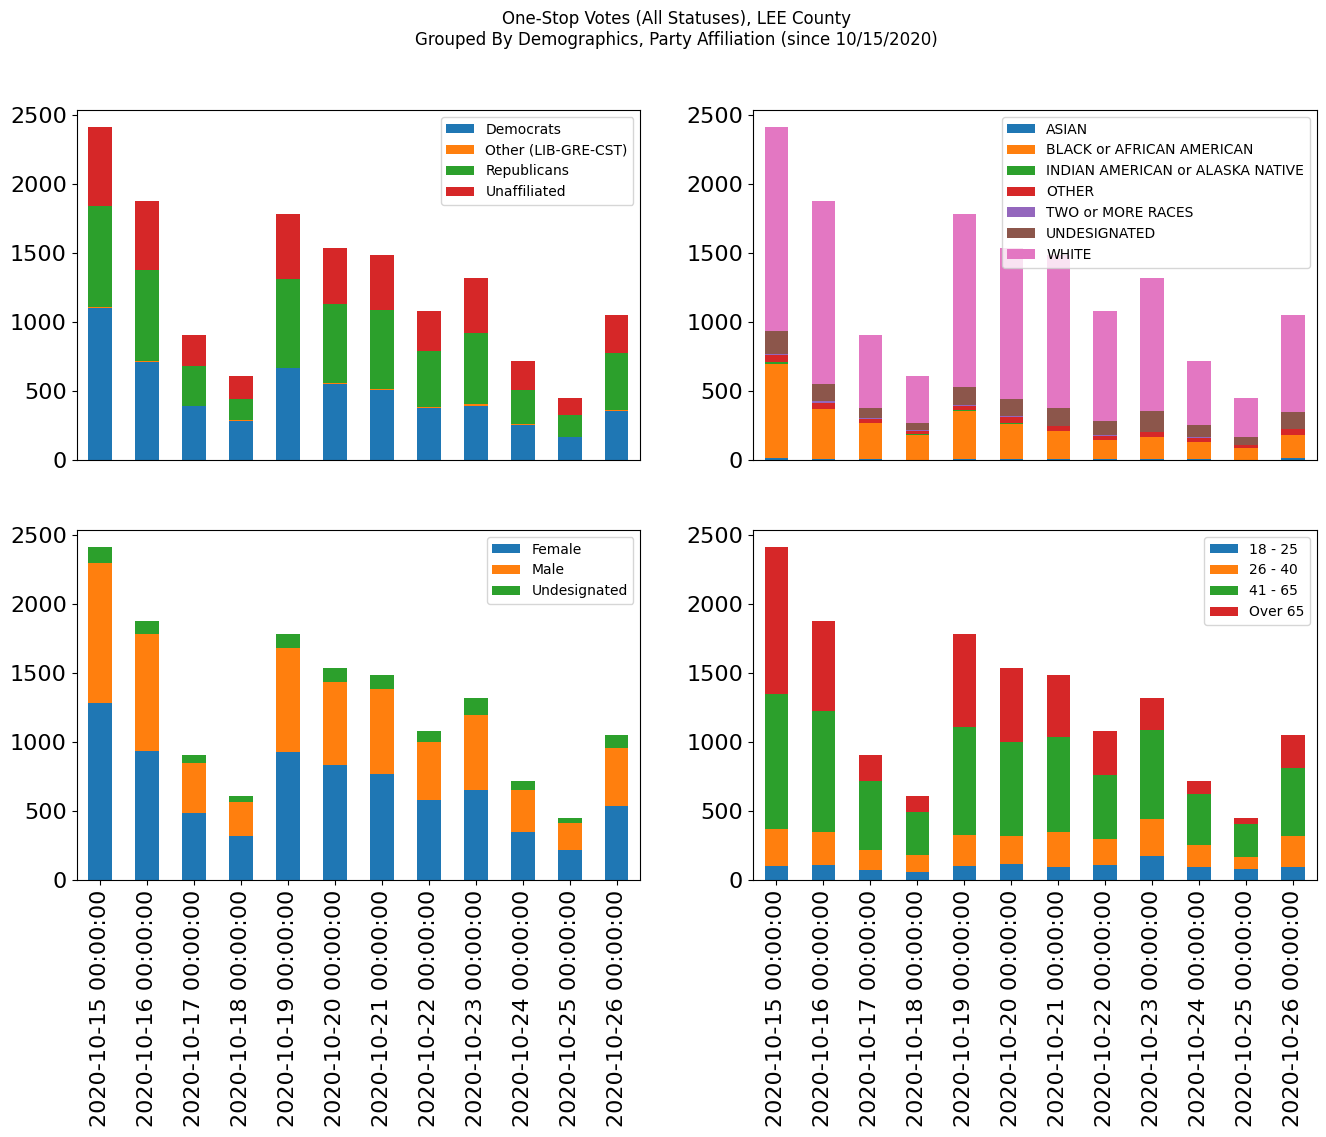 One-Stop Votes (All Statuses), LEE County
Grouped By Demographics, Party Affiliation (since 10/15/2020)
2500
2000
1500
1000
500
0
Democrats
Other (LIB-GRE-CST)
Republicans
Unaffiliated
2500
2000
1500
1000
500
0
ASIAN
BLACK or AFRICAN AMERICAN
INDIAN AMERICAN or ALASKA NATIVE
OTHER
TWO or MORE RACES
UNDESIGNATED
WHITE
2500
2000
1500
1000
500
0
Female
Male
Undesignated
2020-10-15 00:00:00
2020-10-16 00:00:00
2020-10-17 00:00:00
2020-10-18 00:00:00
2020-10-19 00:00:00
2020-10-20 00:00:00
2020-10-21 00:00:00
2020-10-22 00:00:00
2020-10-23 00:00:00
2020-10-24 00:00:00
2020-10-25 00:00:00
2020-10-26 00:00:00
2500
2000
1500
1000
500
0
18 - 25
26 - 40
41 - 65
Over 65
2020-10-15 00:00:00
2020-10-16 00:00:00
2020-10-17 00:00:00
2020-10-18 00:00:00
2020-10-19 00:00:00
2020-10-20 00:00:00
2020-10-21 00:00:00
2020-10-22 00:00:00
2020-10-23 00:00:00
2020-10-24 00:00:00
2020-10-25 00:00:00
2020-10-26 00:00:00